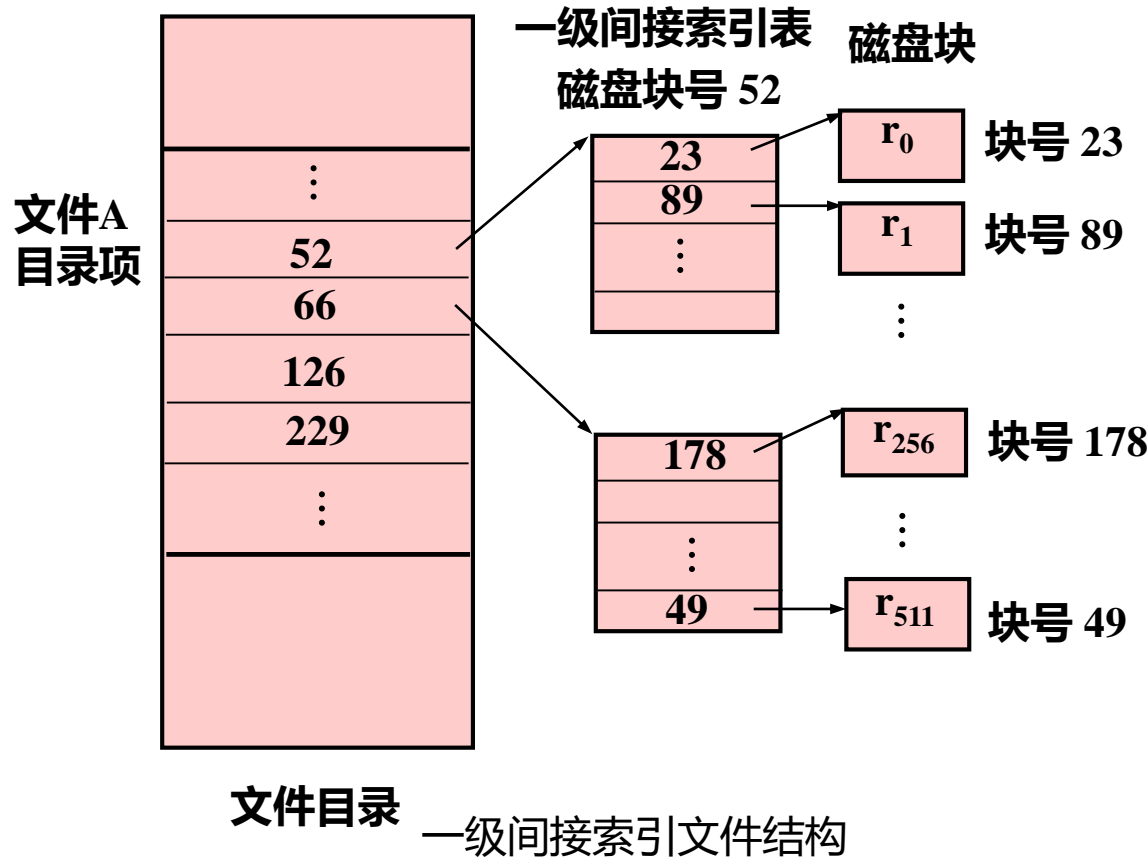 一级间接索引表
磁盘块号 52
磁盘块
文件A
目录项
⋮
52
66
126
229
⋮
23
89
⋮
r₀
块号 23
r₁
块号 89
⋮
178
⋮
49
r₂₅₆
块号 178
⋮
r₅₁₁
块号 49
文件目录
一级间接索引文件结构